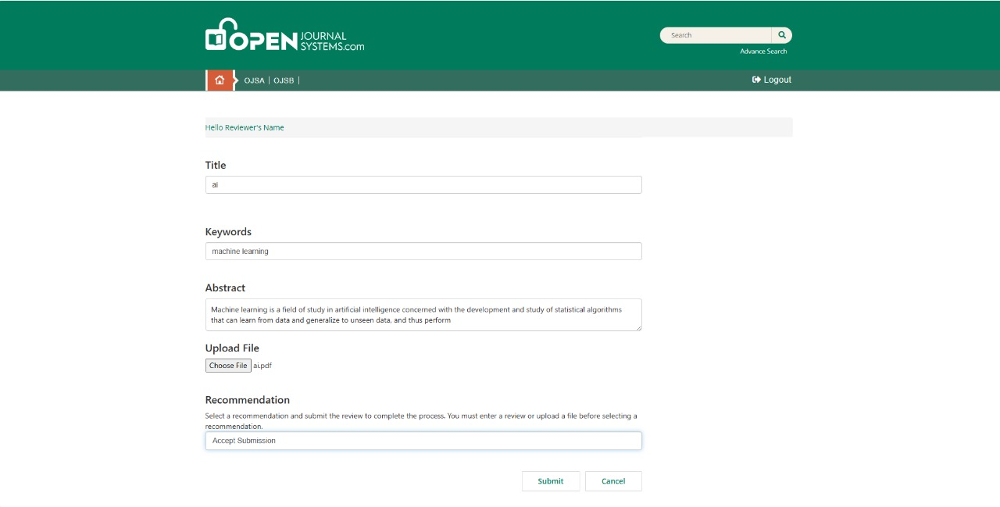 OPEN JOURNAL SYSTEMS.com
Search
Advance Search
OJSA | OJSB |
Logout
Hello Reviewer's Name
Title
ai
Keywords
machine learning
Abstract
Machine learning is a field of study in artificial intelligence concerned with the development and study of statistical algorithms
that can learn from data and generalize to unseen data, and thus perform
Upload File
Choose File ai.pdf
Recommendation
Select a recommendation and submit the review to complete the process. You must enter a review or upload a file before selecting a
recommendation.
Accept Submission
Submit Cancel